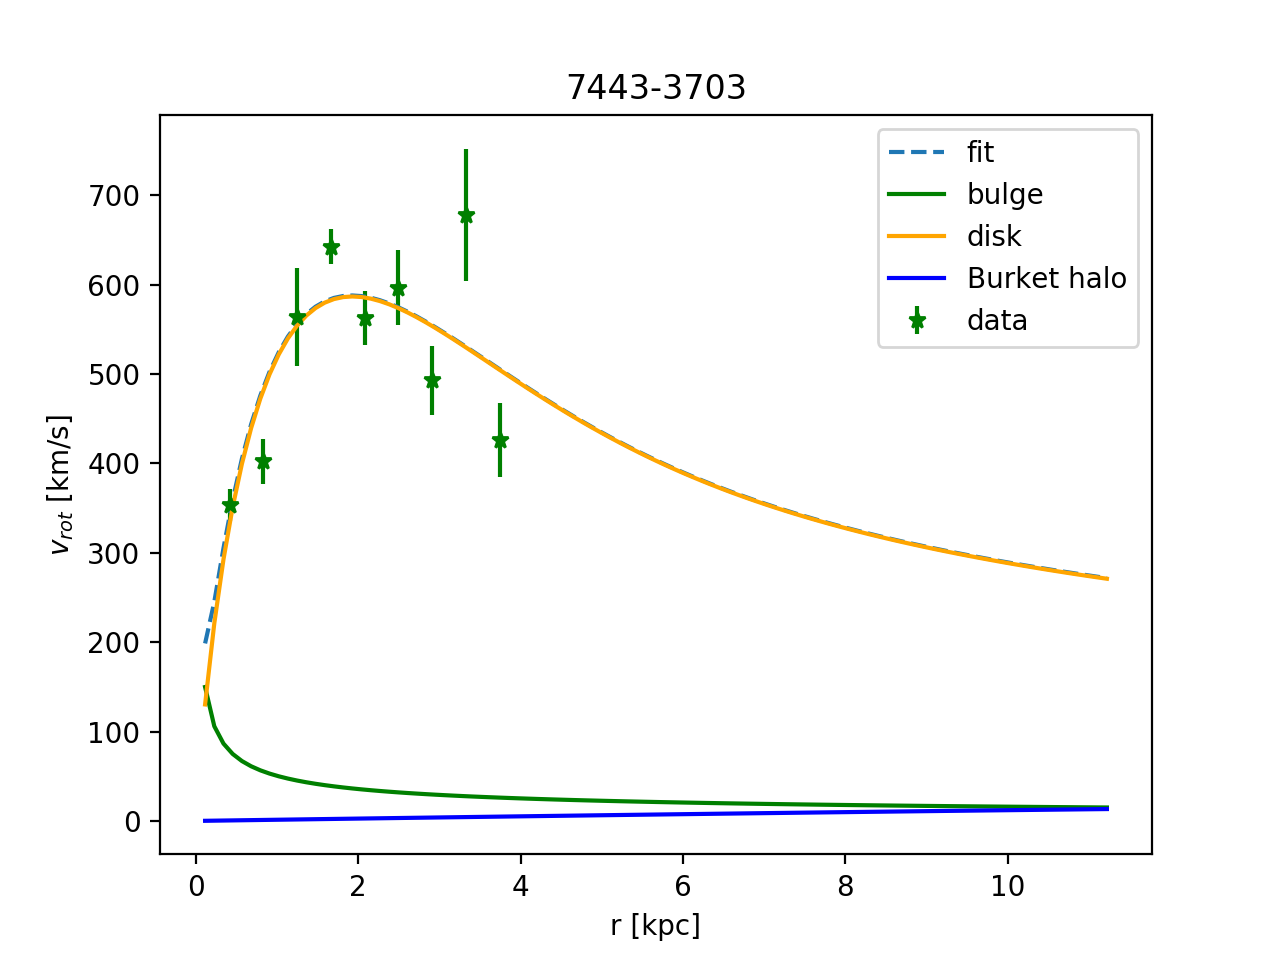 7443-3703
fit
bulge
disk
Burket halo
data
700
600
500
400
300
200
100
0
v_rot [km/s]
0 2 4 6 8 10
r [kpc]